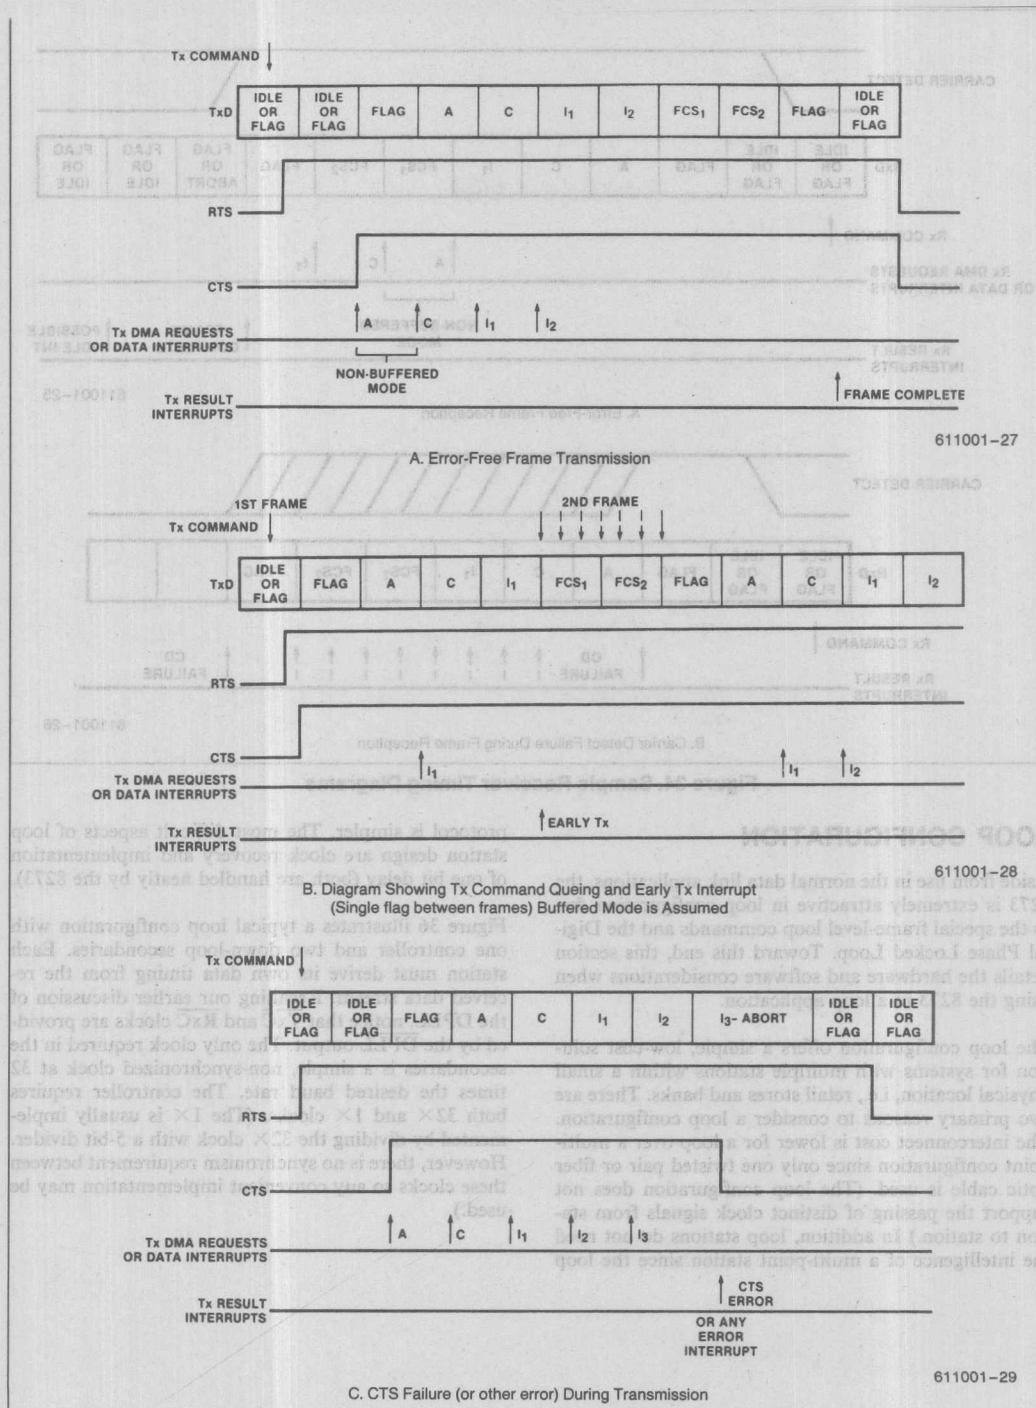 Tx COMMAND
TxD IDLE OR FLAG IDLE OR FLAG FLAG A C I1 I2 FCS1 FCS2 FLAG IDLE OR FLAG
RTS
CTS
A C I1 I2
Tx DMA REQUESTS
OR DATA INTERRUPTS
NON-BUFFERED
MODE
Tx RESULT
INTERRUPTS
FRAME COMPLETE
611001-27
A. Error-Free Frame Transmission
1ST FRAME 2ND FRAME
Tx COMMAND
TxD IDLE OR FLAG FLAG A C I1 FCS1 FCS2 FLAG A C I1 I2
RTS
CTS
I1 I1 I2
Tx DMA REQUESTS
OR DATA INTERRUPTS
EARLY Tx
Tx RESULT
INTERRUPTS
611001-28
B. Diagram Showing Tx Command Queing and Early Tx Interrupt
(Single flag between frames) Buffered Mode is Assumed
Tx COMMAND
IDLE OR FLAG IDLE OR FLAG FLAG A C I1 I2 I3- ABORT IDLE OR FLAG IDLE OR FLAG
RTS
CTS
A C I1 I2 I3
Tx DMA REQUESTS
OR DATA INTERRUPTS
CTS
ERROR
Tx RESULT
INTERRUPTS
OR ANY
ERROR
INTERRUPT
611001-29
C. CTS Failure (or other error) During Transmission